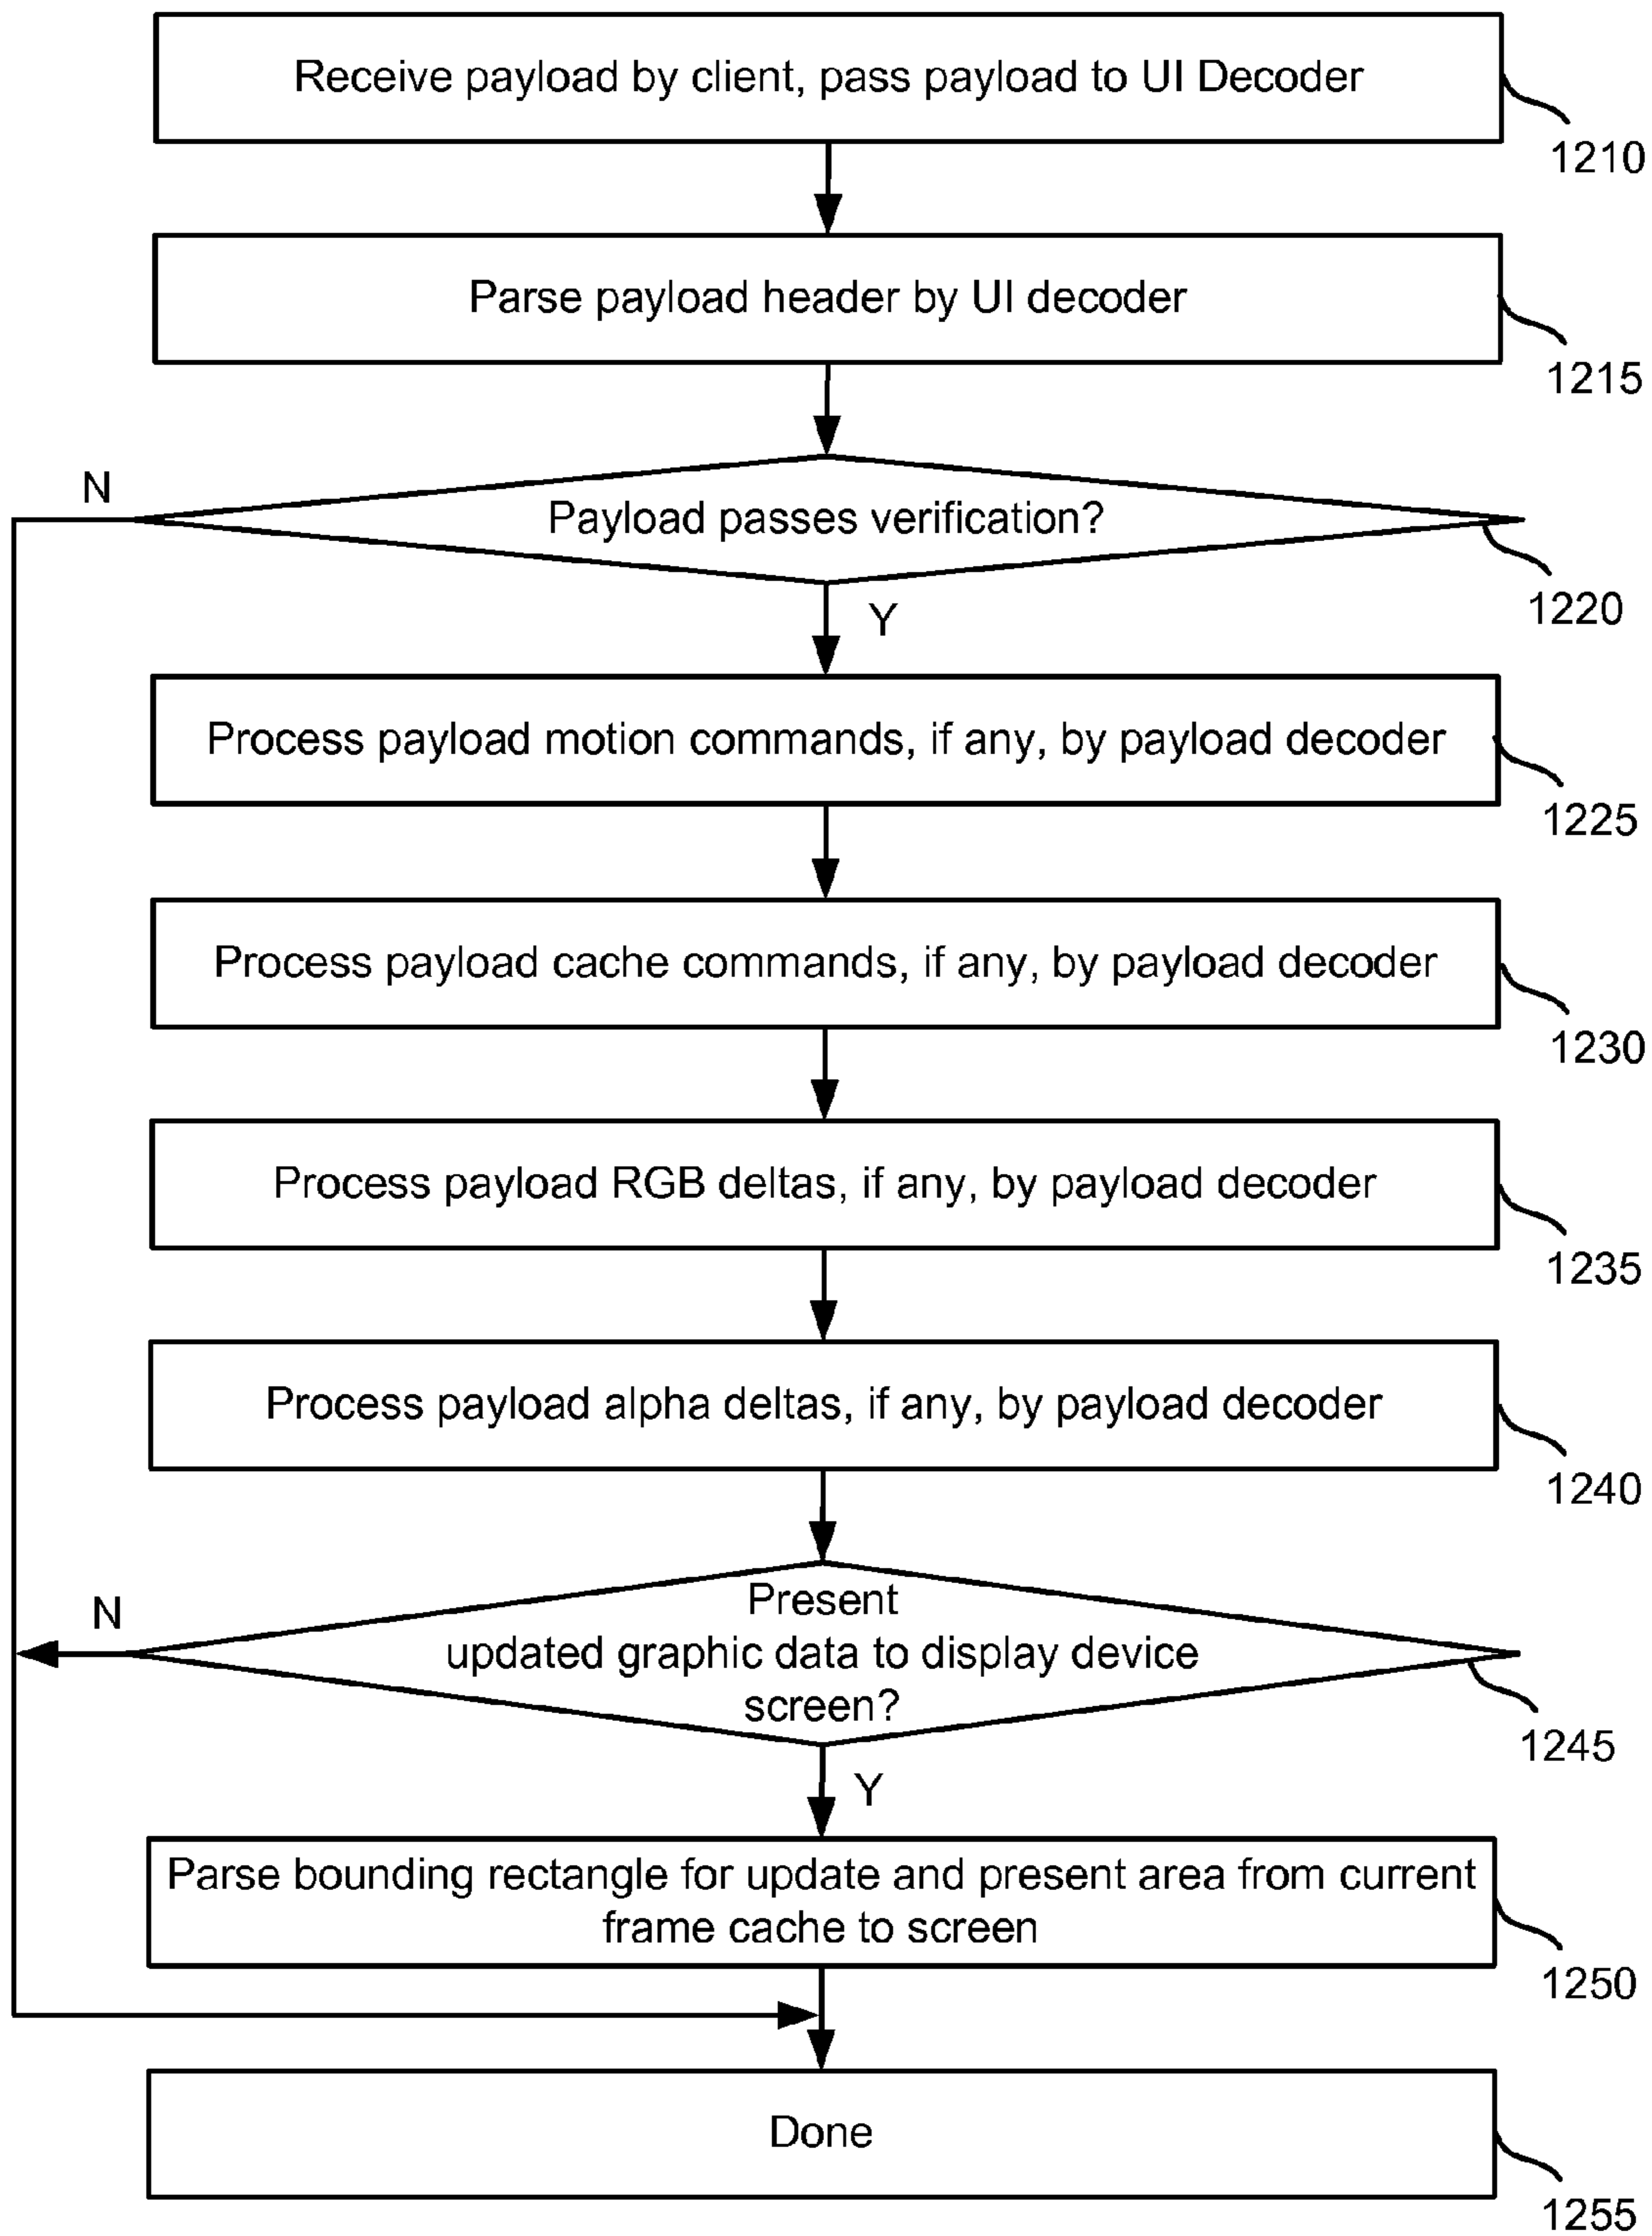 Receive payload by client, pass payload to UI Decoder
1210
Parse payload header by UI decoder
1215
N
Payload passes verification?
1220
Y
Process payload motion commands, if any, by payload decoder
1225
Process payload cache commands, if any, by payload decoder
1230
Process payload RGB deltas, if any, by payload decoder
1235
Process payload alpha deltas, if any, by payload decoder
1240
N
Present
updated graphic data to display device
screen?
1245
Y
Parse bounding rectangle for update and present area from current
frame cache to screen
1250
Done
1255